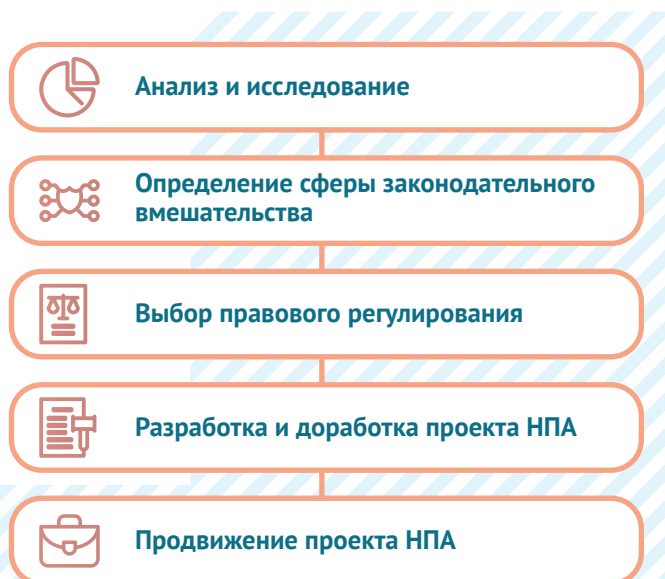 Анализ и исследование
Определение сферы законодательного
вмешательства
Выбор правового регулирования
Разработка и доработка проекта НПА
Продвижение проекта НПА